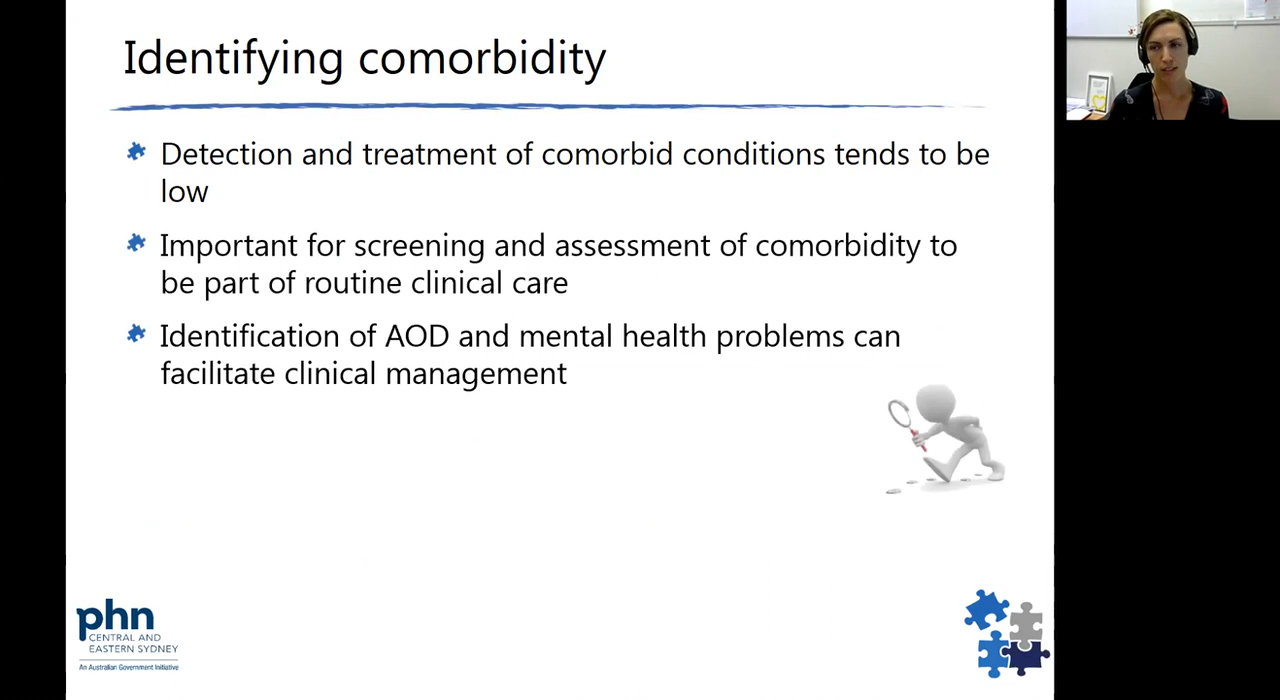 Identifying comorbidity
Detection and treatment of comorbid conditions tends to be
low
Important for screening and assessment of comorbidity to
be part of routine clinical care
Identification of AOD and mental health problems can
facilitate clinical management
phn
CENTRAL AND
EASTERN SYDNEY
An Australian Government Initiative